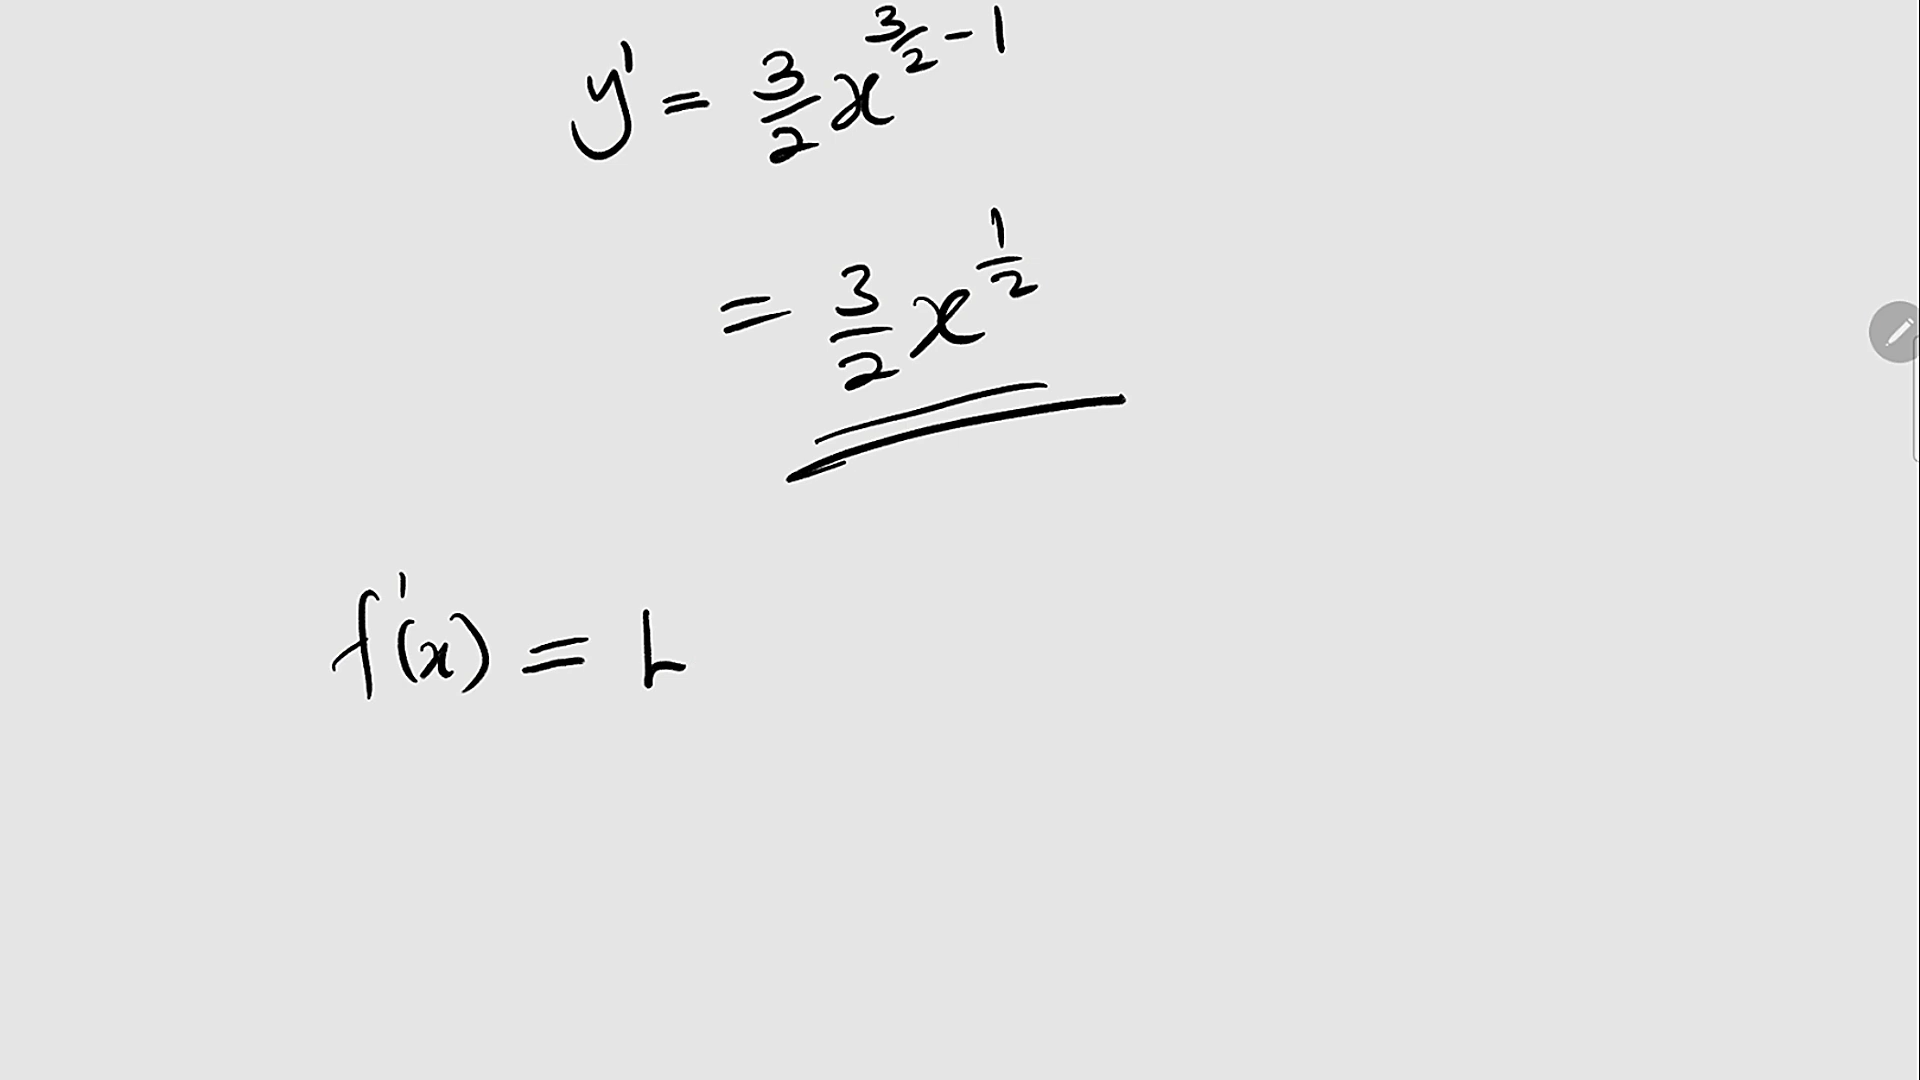 y' = 3/2 x^(3/2 - 1)
= 3/2 x^(1/2)
f'(x) = L